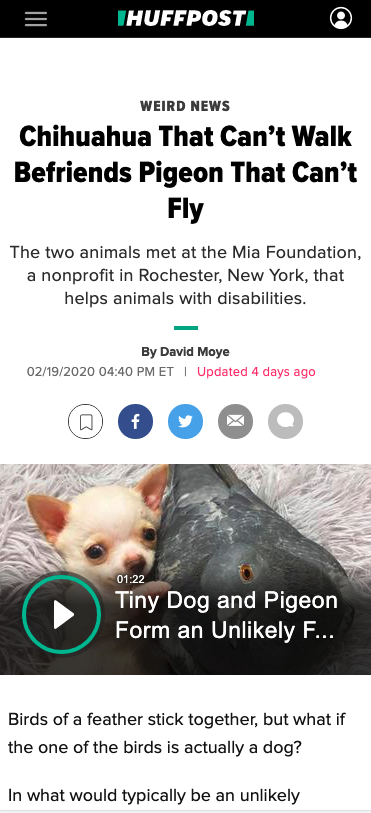 HUFFPOST
WEIRD NEWS
Chihuahua That Can’t Walk
Befriends Pigeon That Can’t
Fly
The two animals met at the Mia Foundation,
a nonprofit in Rochester, New York, that
helps animals with disabilities.
By David Moye
02/19/2020 04:40 PM ET | Updated 4 days ago
01:22
Tiny Dog and Pigeon
Form an Unlikely F...
Birds of a feather stick together, but what if
the one of the birds is actually a dog?
In what would typically be an unlikely